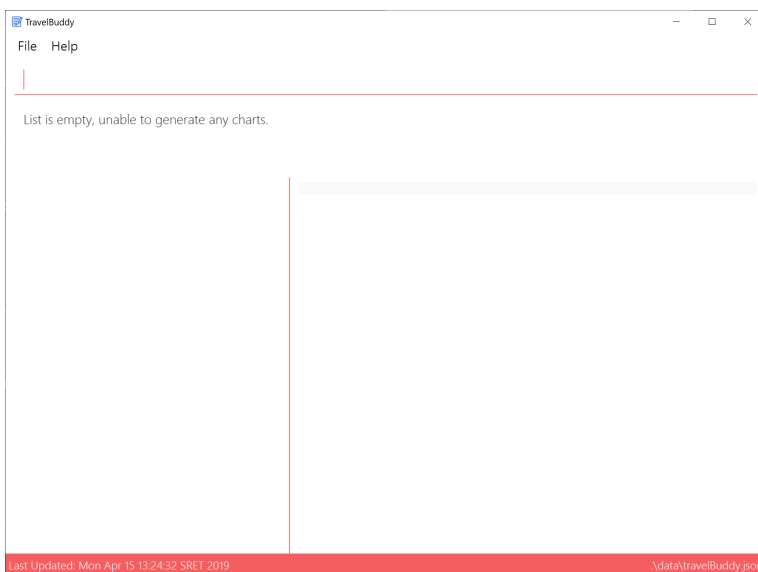 TravelBuddy
File Help
List is empty, unable to generate any charts.
Last Updated: Mon Apr 15 13:24:32 SRET 2019
.\data\travelBuddy.json